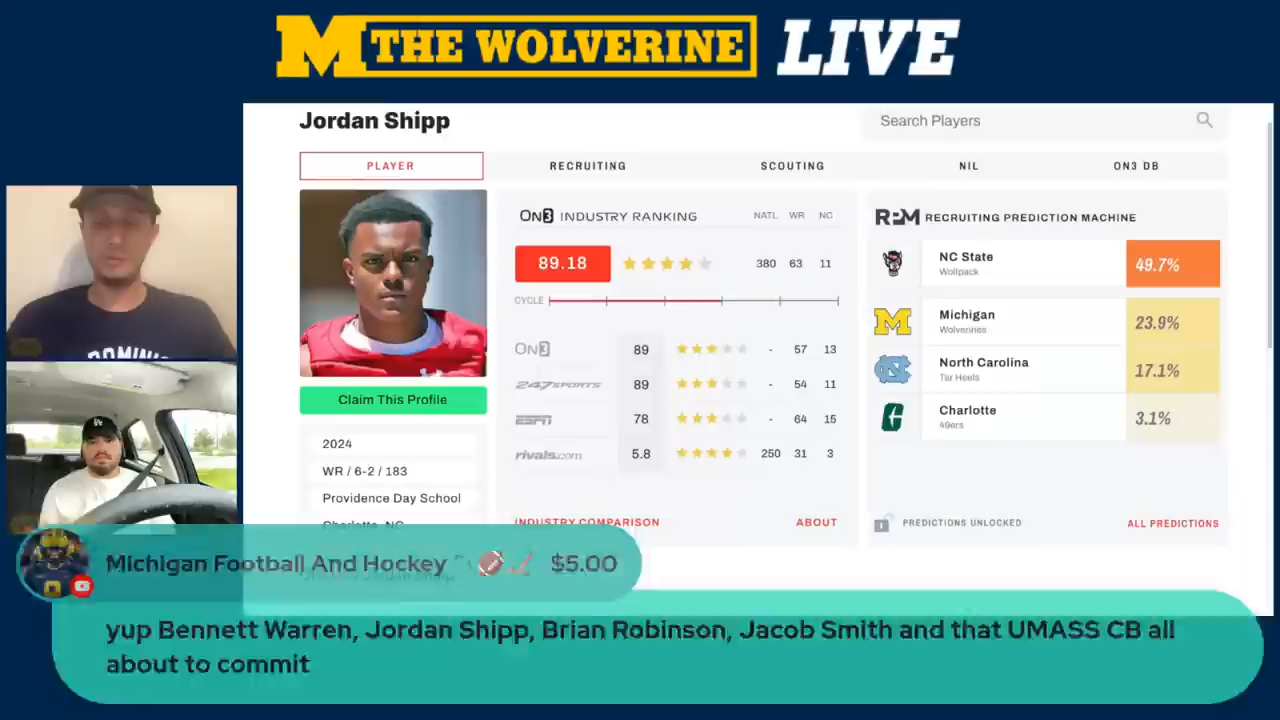 M THE WOLVERINE LIVE
Jordan Shipp
Search Players
PLAYER
RECRUITING
SCOUTING
NIL
ON3 DB
ON3 INDUSTRY RANKING NATL WR NC
89.18 380 63 11
CYCLE
ON3 89 - 57 13
247SPORTS 89 - 54 11
ESPN 78 - 64 15
rivals.com 5.8 250 31 3
INDUSTRY COMPARISON ABOUT
RPM RECRUITING PREDICTION MACHINE
NC State 49.7%
Wolfpack
Michigan 23.9%
Wolverines
North Carolina 17.1%
Tar Heels
Charlotte 3.1%
49ers
PREDICTIONS UNLOCKED ALL PREDICTIONS
Claim This Profile
2024
WR / 6-2 / 183
Providence Day School
Charlotte, NC
LA
Michigan Football And Hockey $5.00
yup Bennett Warren, Jordan Shipp, Brian Robinson, Jacob Smith and that UMASS CB all
about to commit